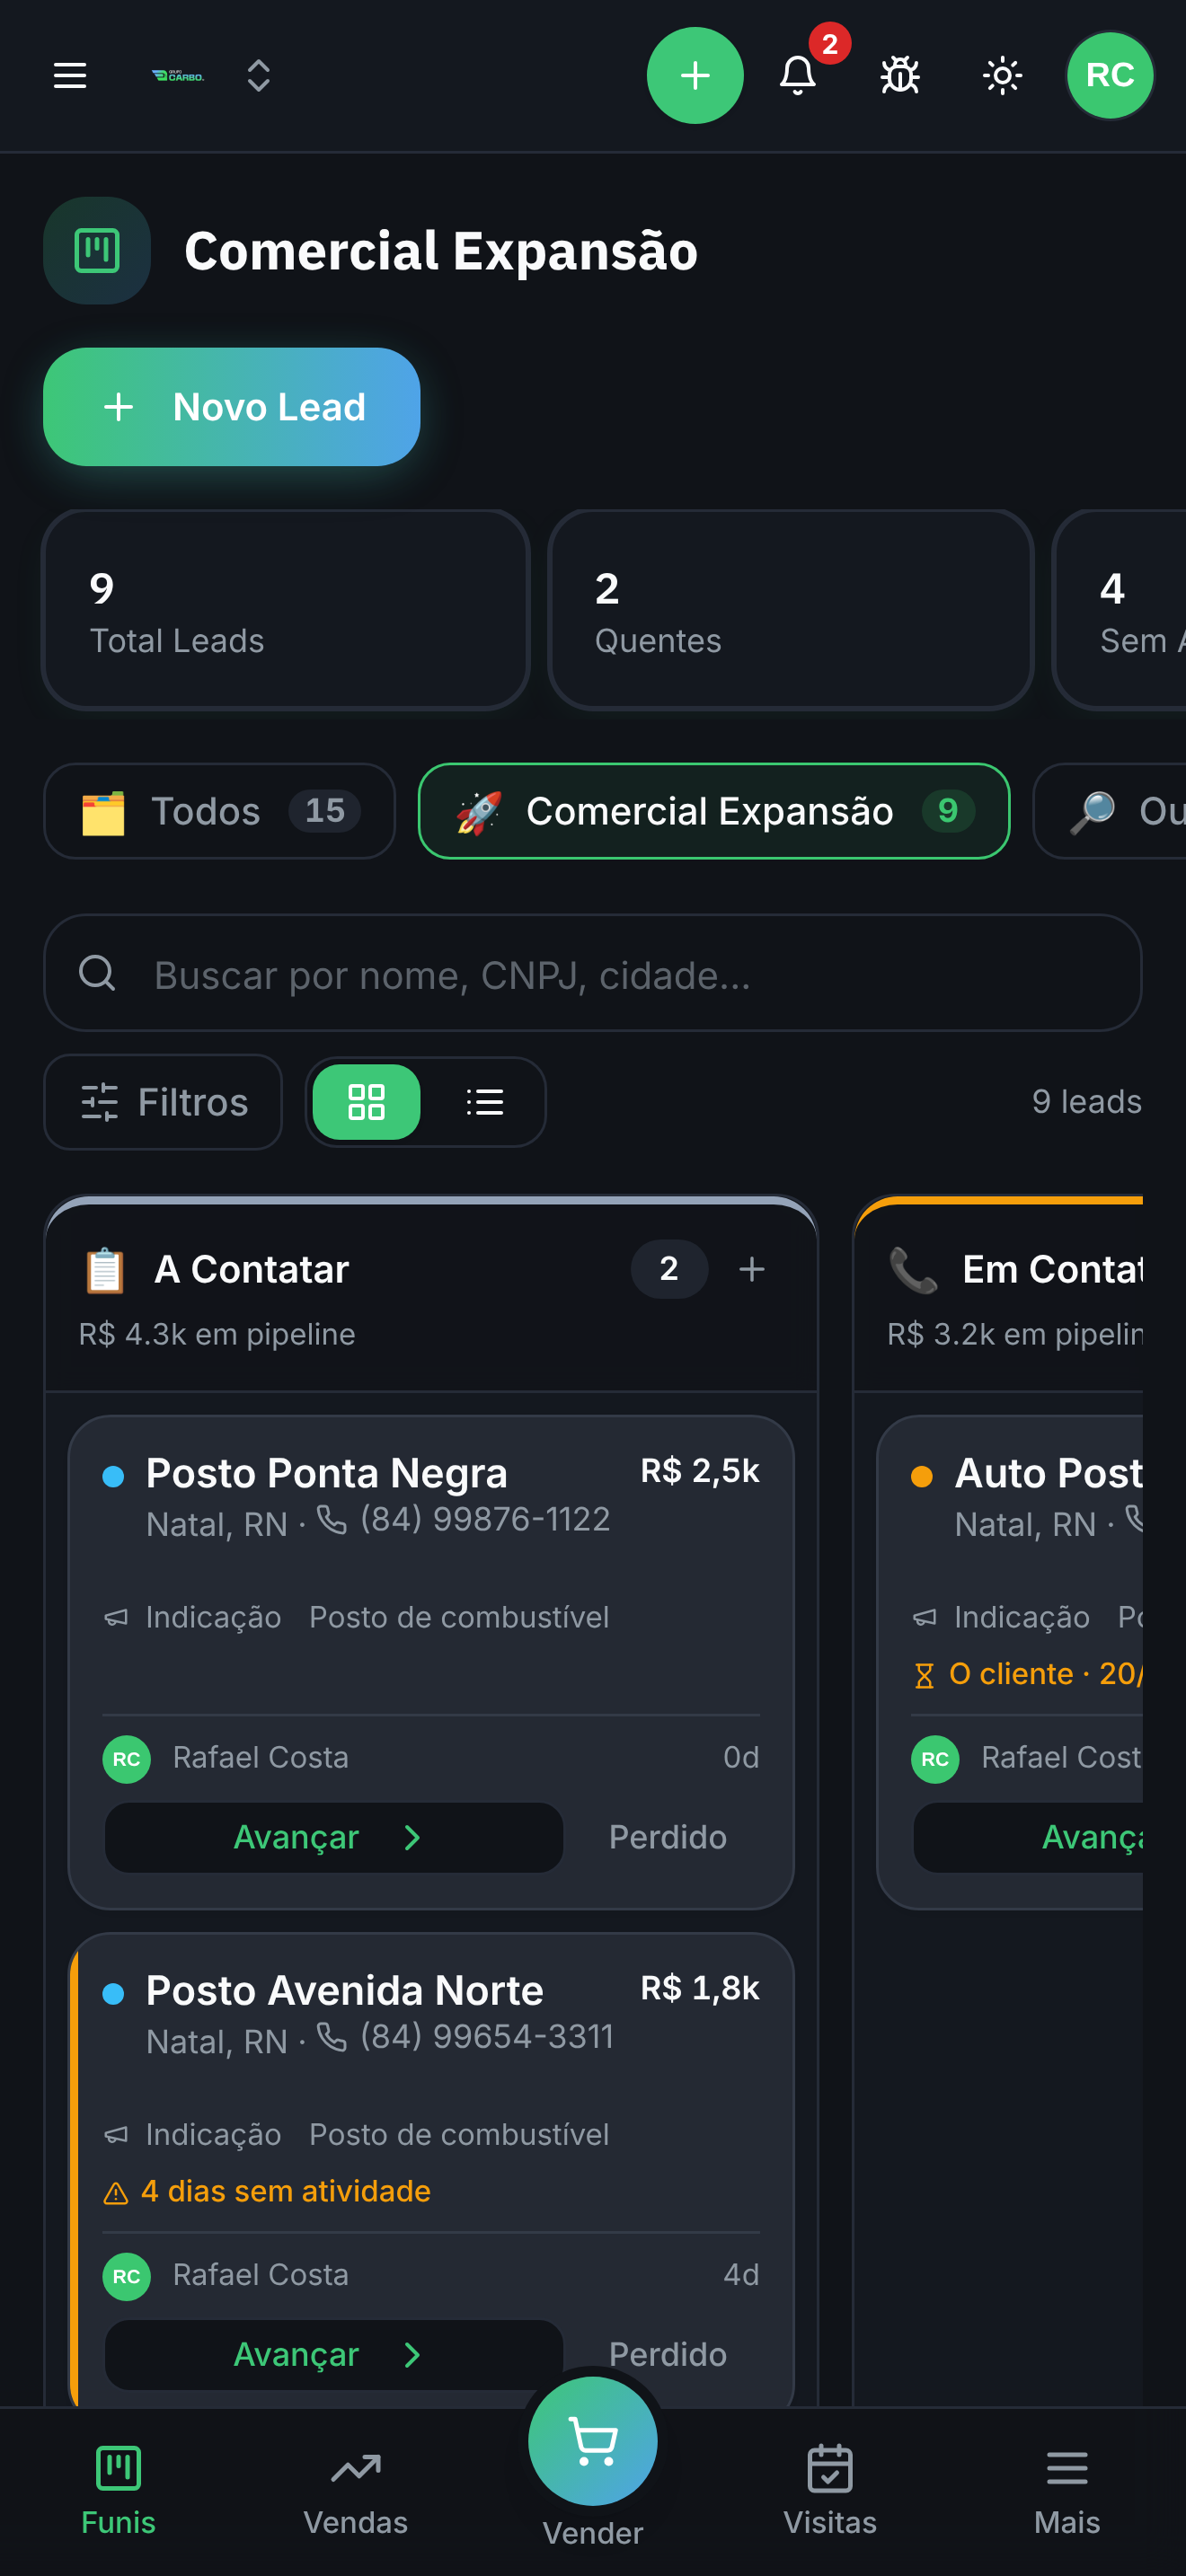 GRUPO
CARBO.
2
RC
Comercial Expansão
Novo Lead
9
Total Leads
2
Quentes
4
Sem A
Todos 15
Comercial Expansão 9
Ou
Buscar por nome, CNPJ, cidade...
Filtros
9 leads
A Contatar
2
R$ 4.3k em pipeline
Posto Ponta Negra
R$ 2,5k
Natal, RN · (84) 99876-1122
Indicação Posto de combustível
RC Rafael Costa
0d
Avançar
Perdido
Posto Avenida Norte
R$ 1,8k
Natal, RN · (84) 99654-3311
Indicação Posto de combustível
4 dias sem atividade
RC Rafael Costa
4d
Avançar
Perdido
Em Contat
R$ 3.2k em pipelin
Auto Post
Natal, RN ·
Indicação Po
O cliente · 20/
RC Rafael Cost
Avança
Funis
Vendas
Vender
Visitas
Mais